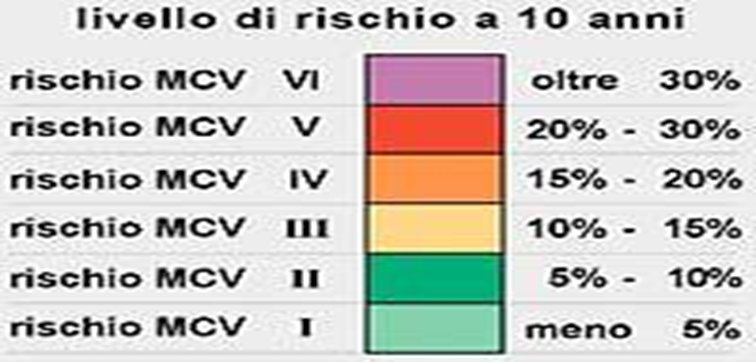 livello di rischio a 10 anni
rischio MCV VI oltre 30%
rischio MCV V 20% - 30%
rischio MCV IV 15% - 20%
rischio MCV III 10% - 15%
rischio MCV II 5% - 10%
rischio MCV I meno 5%